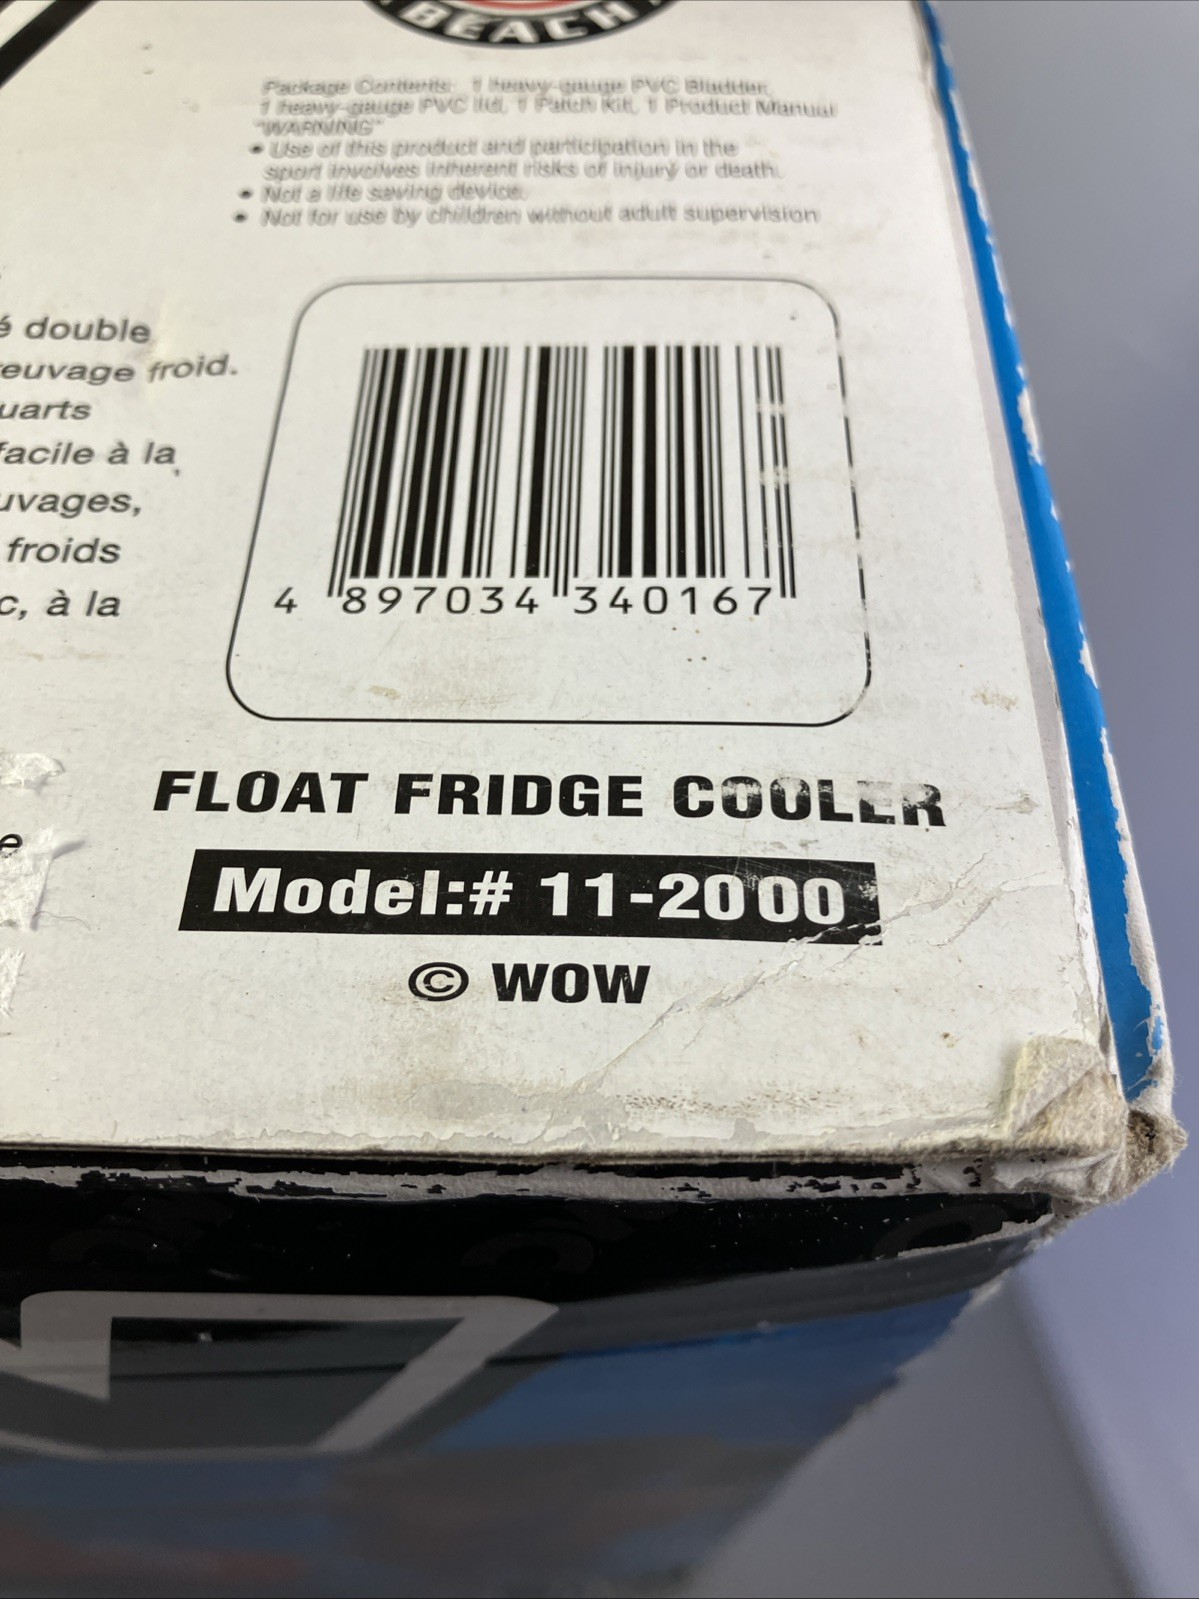 BEACH
Package Contents: 1 heavy-gauge PVC Bladder,
1 heavy-gauge PVC lid, 1 Patch Kit, 1 Product Manual
"WARNING"
• Use of this product and participation in the
sport involves inherent risks of injury or death.
• Not a life saving device.
• Not for use by children without adult supervision
é double
euvage froid.
uarts
facile à la
uvages,
froids
c, à la
e
4 897034 340167
FLOAT FRIDGE COOLER
Model:# 11-2000
© WOW